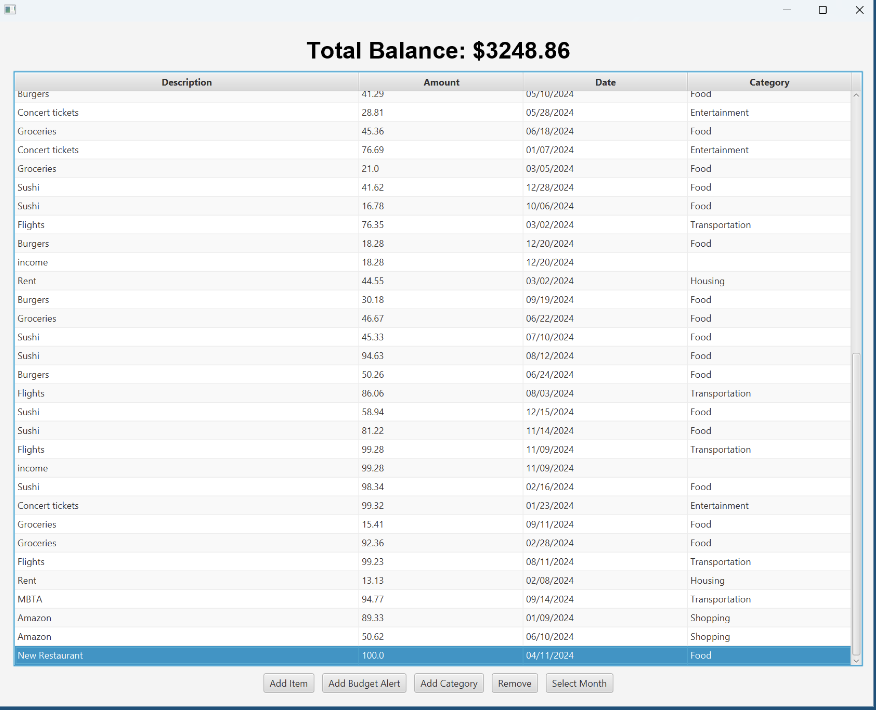 Total Balance: $3248.86
Description Amount Date Category
Burgers 41.29 05/10/2024 Food
Concert tickets 28.81 05/28/2024 Entertainment
Groceries 45.36 06/18/2024 Food
Concert tickets 76.69 01/07/2024 Entertainment
Groceries 21.0 03/05/2024 Food
Sushi 41.62 12/28/2024 Food
Sushi 16.78 10/06/2024 Food
Flights 76.35 03/02/2024 Transportation
Burgers 18.28 12/20/2024 Food
income 18.28 12/20/2024
Rent 44.55 03/02/2024 Housing
Burgers 30.18 09/19/2024 Food
Groceries 46.67 06/22/2024 Food
Sushi 45.33 07/10/2024 Food
Sushi 94.63 08/12/2024 Food
Burgers 50.26 06/24/2024 Food
Flights 86.06 08/03/2024 Transportation
Sushi 58.94 12/15/2024 Food
Sushi 81.22 11/14/2024 Food
Flights 99.28 11/09/2024 Transportation
income 99.28 11/09/2024
Sushi 98.34 02/16/2024 Food
Concert tickets 99.32 01/23/2024 Entertainment
Groceries 15.41 09/11/2024 Food
Groceries 92.36 02/28/2024 Food
Flights 99.23 08/11/2024 Transportation
Rent 13.13 02/08/2024 Housing
MBTA 94.77 09/14/2024 Transportation
Amazon 89.33 01/09/2024 Shopping
Amazon 50.62 06/10/2024 Shopping
New Restaurant 100.0 04/11/2024 Food
Add Item Add Budget Alert Add Category Remove Select Month